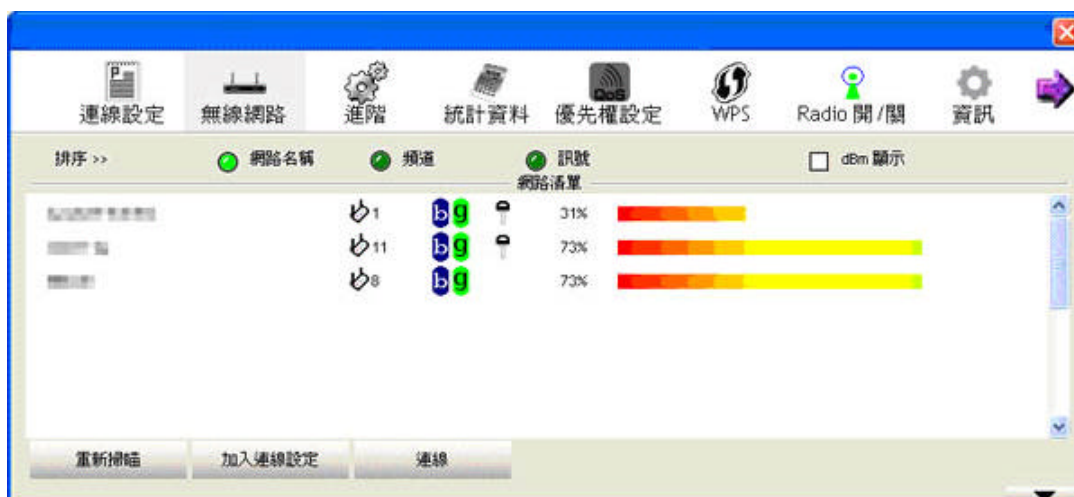 連線設定 無線網路 進階 統計資料 優先權設定 WPS Radio 開 /關 資訊
排序 >> 網路名稱 頻道 訊號 dBm 顯示
網路清單
1 b g 31%
11 b g 73%
8 b g 73%
重新掃瞄 加入連線設定 連線